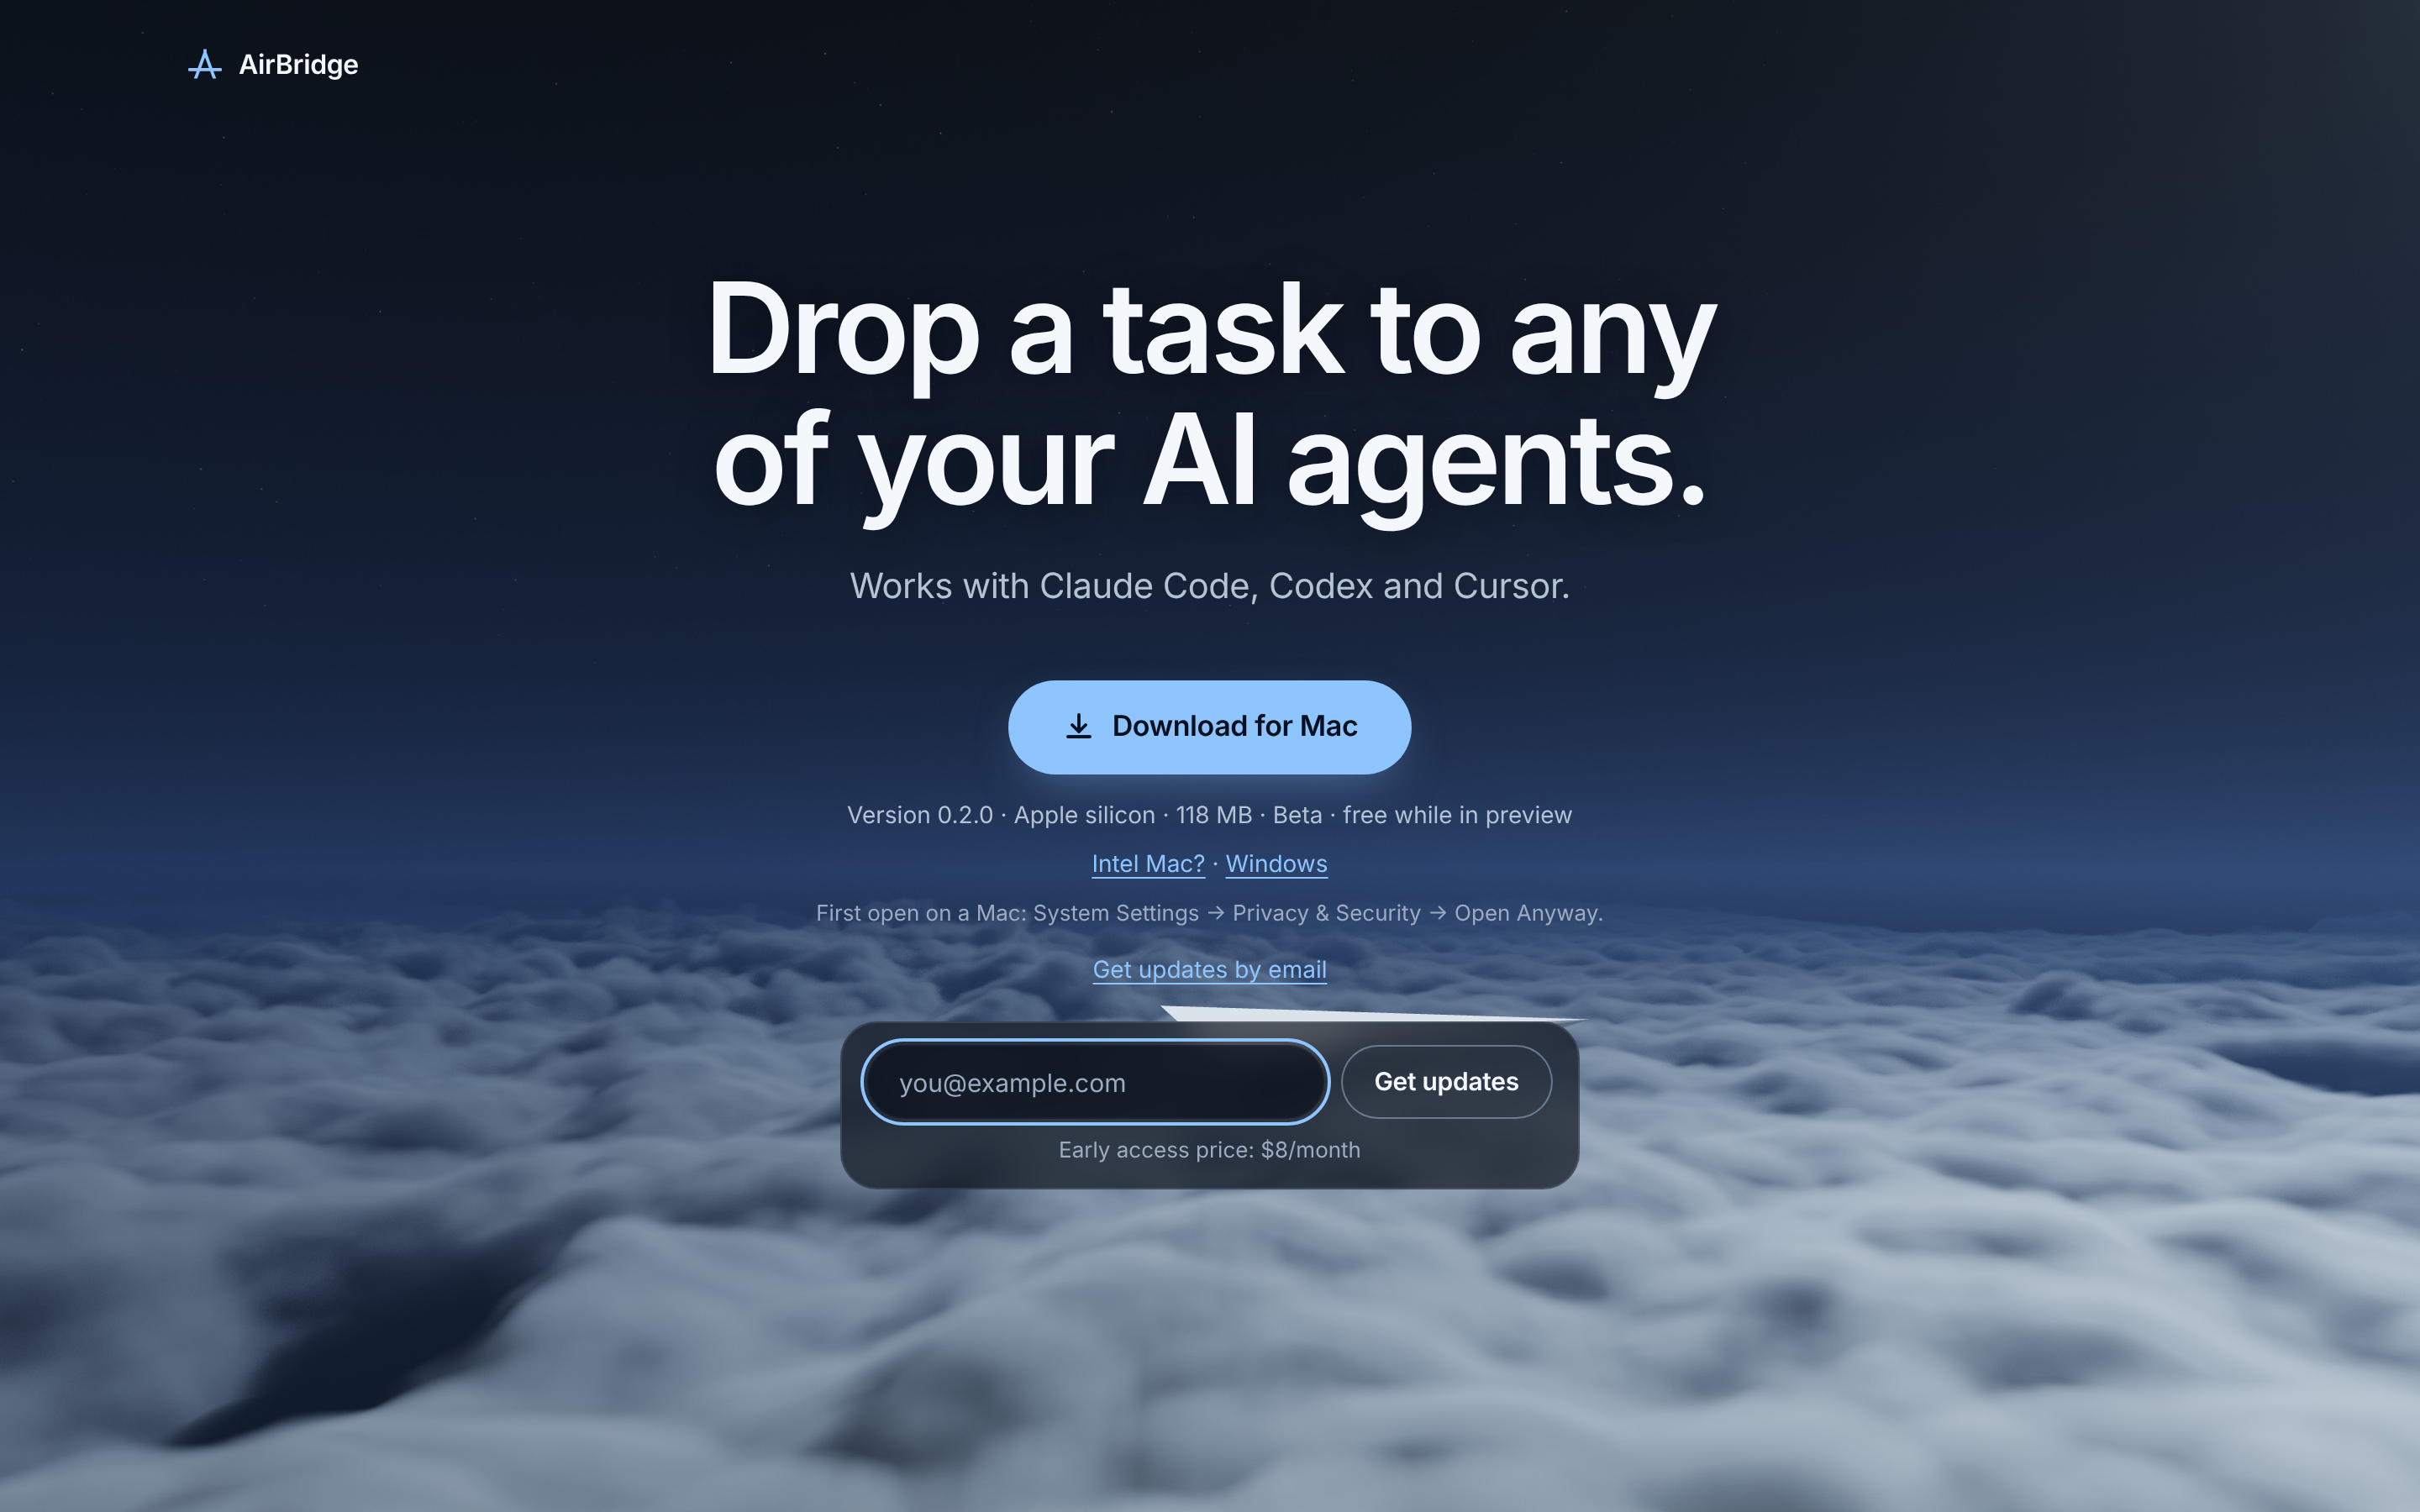 AirBridge
Drop a task to any
of your AI agents.
Works with Claude Code, Codex and Cursor.
Download for Mac
Version 0.2.0 · Apple silicon · 118 MB · Beta · free while in preview
Intel Mac? · Windows
First open on a Mac: System Settings → Privacy & Security → Open Anyway.
Get updates by email
you@example.com
Get updates
Early access price: $8/month